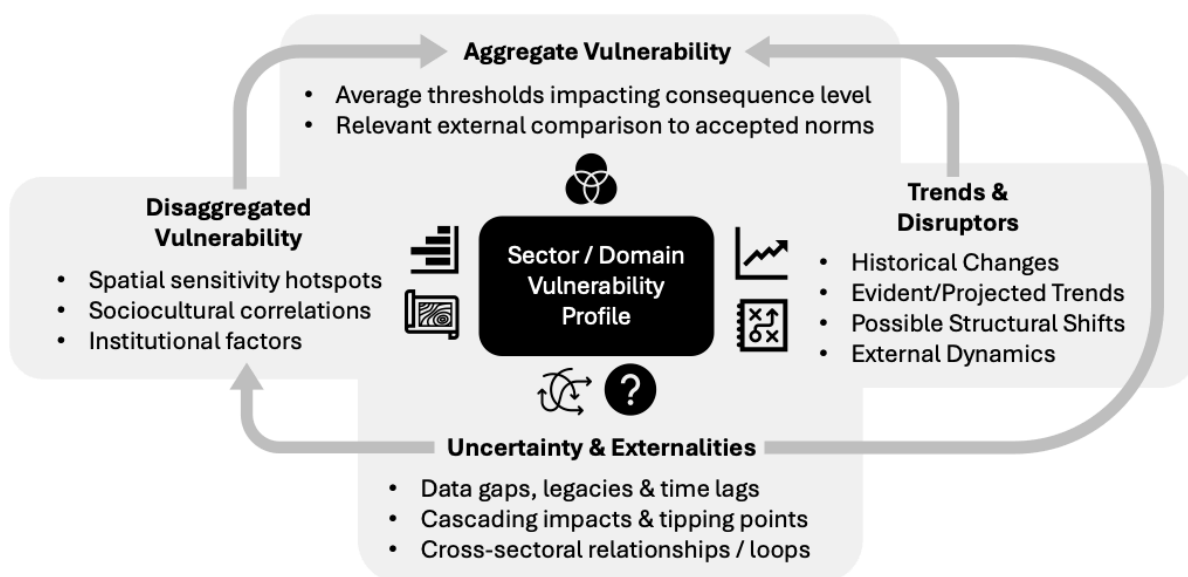 Aggregate Vulnerability
• Average thresholds impacting consequence level
• Relevant external comparison to accepted norms
Disaggregated
Vulnerability
• Spatial sensitivity hotspots
• Sociocultural correlations
• Institutional factors
Sector / Domain
Vulnerability
Profile
Trends &
Disruptors
• Historical Changes
• Evident/Projected Trends
• Possible Structural Shifts
• External Dynamics
?
Uncertainty & Externalities
• Data gaps, legacies & time lags
• Cascading impacts & tipping points
• Cross-sectoral relationships / loops